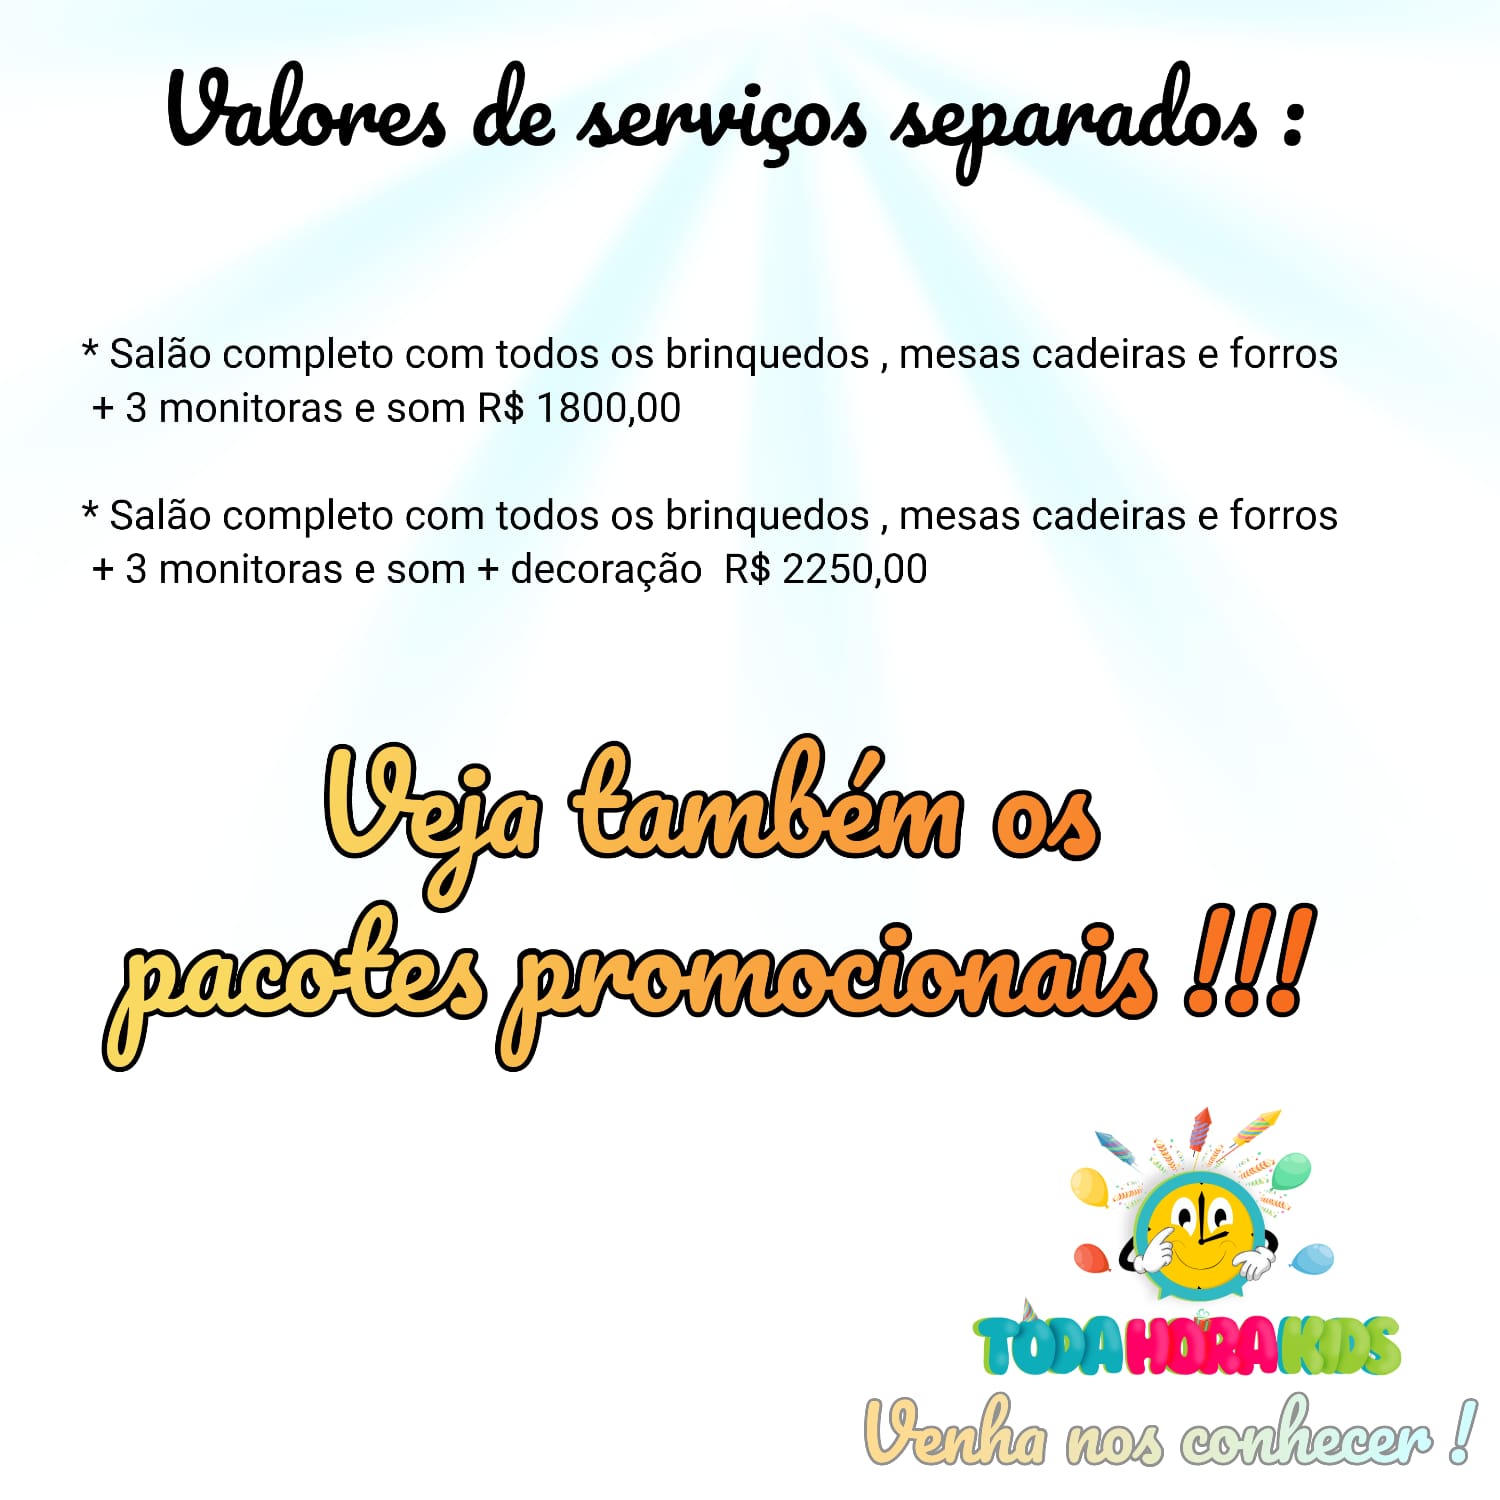 Valores de serviços separados :
* Salão completo com todos os brinquedos , mesas cadeiras e forros
+ 3 monitoras e som R$ 1800,00
* Salão completo com todos os brinquedos , mesas cadeiras e forros
+ 3 monitoras e som + decoração R$ 2250,00
Veja também os
pacotes promocionais !!!
TODA HORA KIDS
Venha nos conhecer !